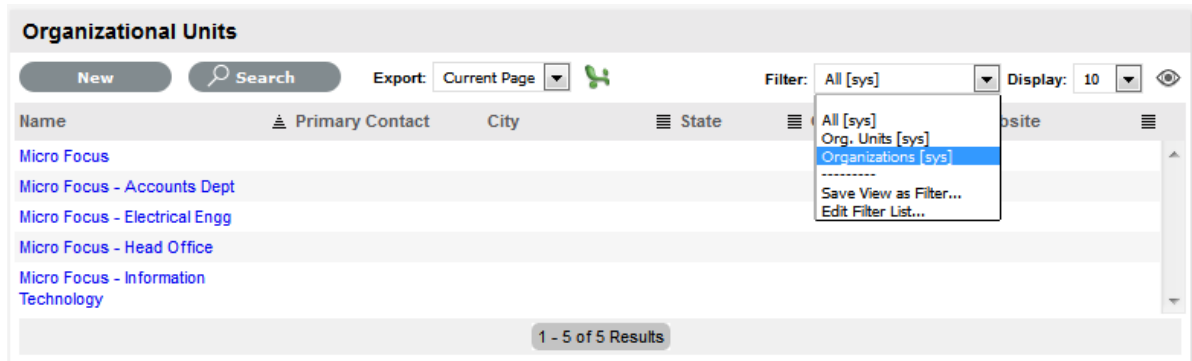 Organizational Units
New Search Export: Current Page Filter: All [sys] Display: 10
Name Primary Contact City State
All [sys]
Org. Units [sys]
Organizations [sys]
---------
Save View as Filter...
Edit Filter List...
Micro Focus
Micro Focus - Accounts Dept
Micro Focus - Electrical Engg
Micro Focus - Head Office
Micro Focus - Information
Technology
1 - 5 of 5 Results